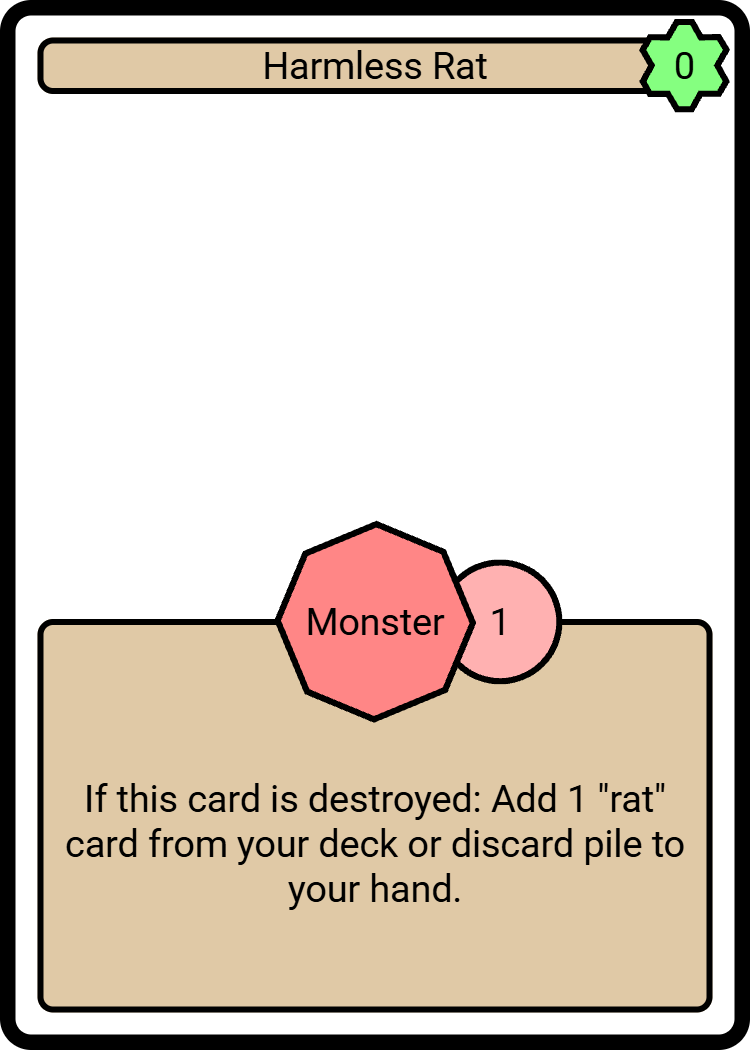 Harmless Rat
0
Monster
1
If this card is destroyed: Add 1 "rat"
card from your deck or discard pile to
your hand.